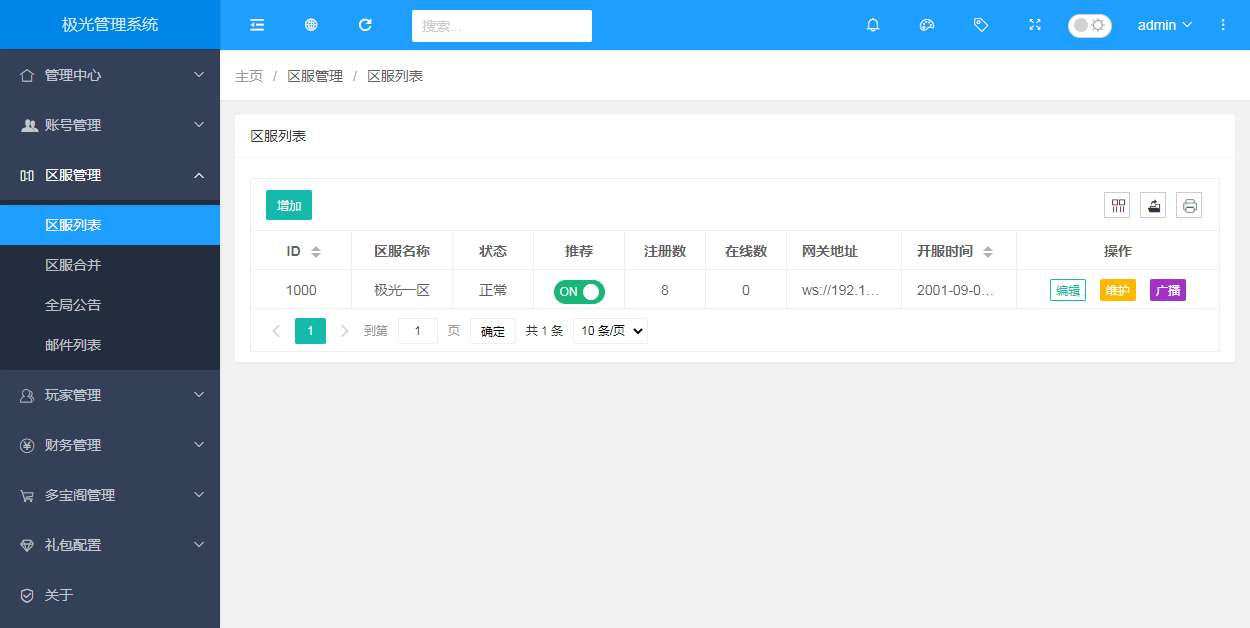 极光管理系统
搜索...
admin
管理中心
账号管理
区服管理
区服列表
区服合并
全局公告
邮件列表
玩家管理
财务管理
多宝阁管理
礼包配置
关于
主页 / 区服管理 / 区服列表
区服列表
增加
ID 区服名称 状态 推荐 注册数 在线数 网关地址 开服时间 操作
1000 极光一区 正常 ON 8 0 ws://192.1... 2001-09-0... 编辑 维护 广播
1 到第 1 页 确定 共 1 条 10 条/页